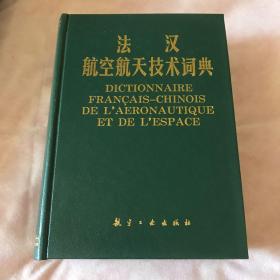 法汉
航空航天技术词典
DICTIONNAIRE
FRANÇAIS-CHINOIS
DE L'AERONAUTIQUE
ET DE L'ESPACE
航空工业出版社